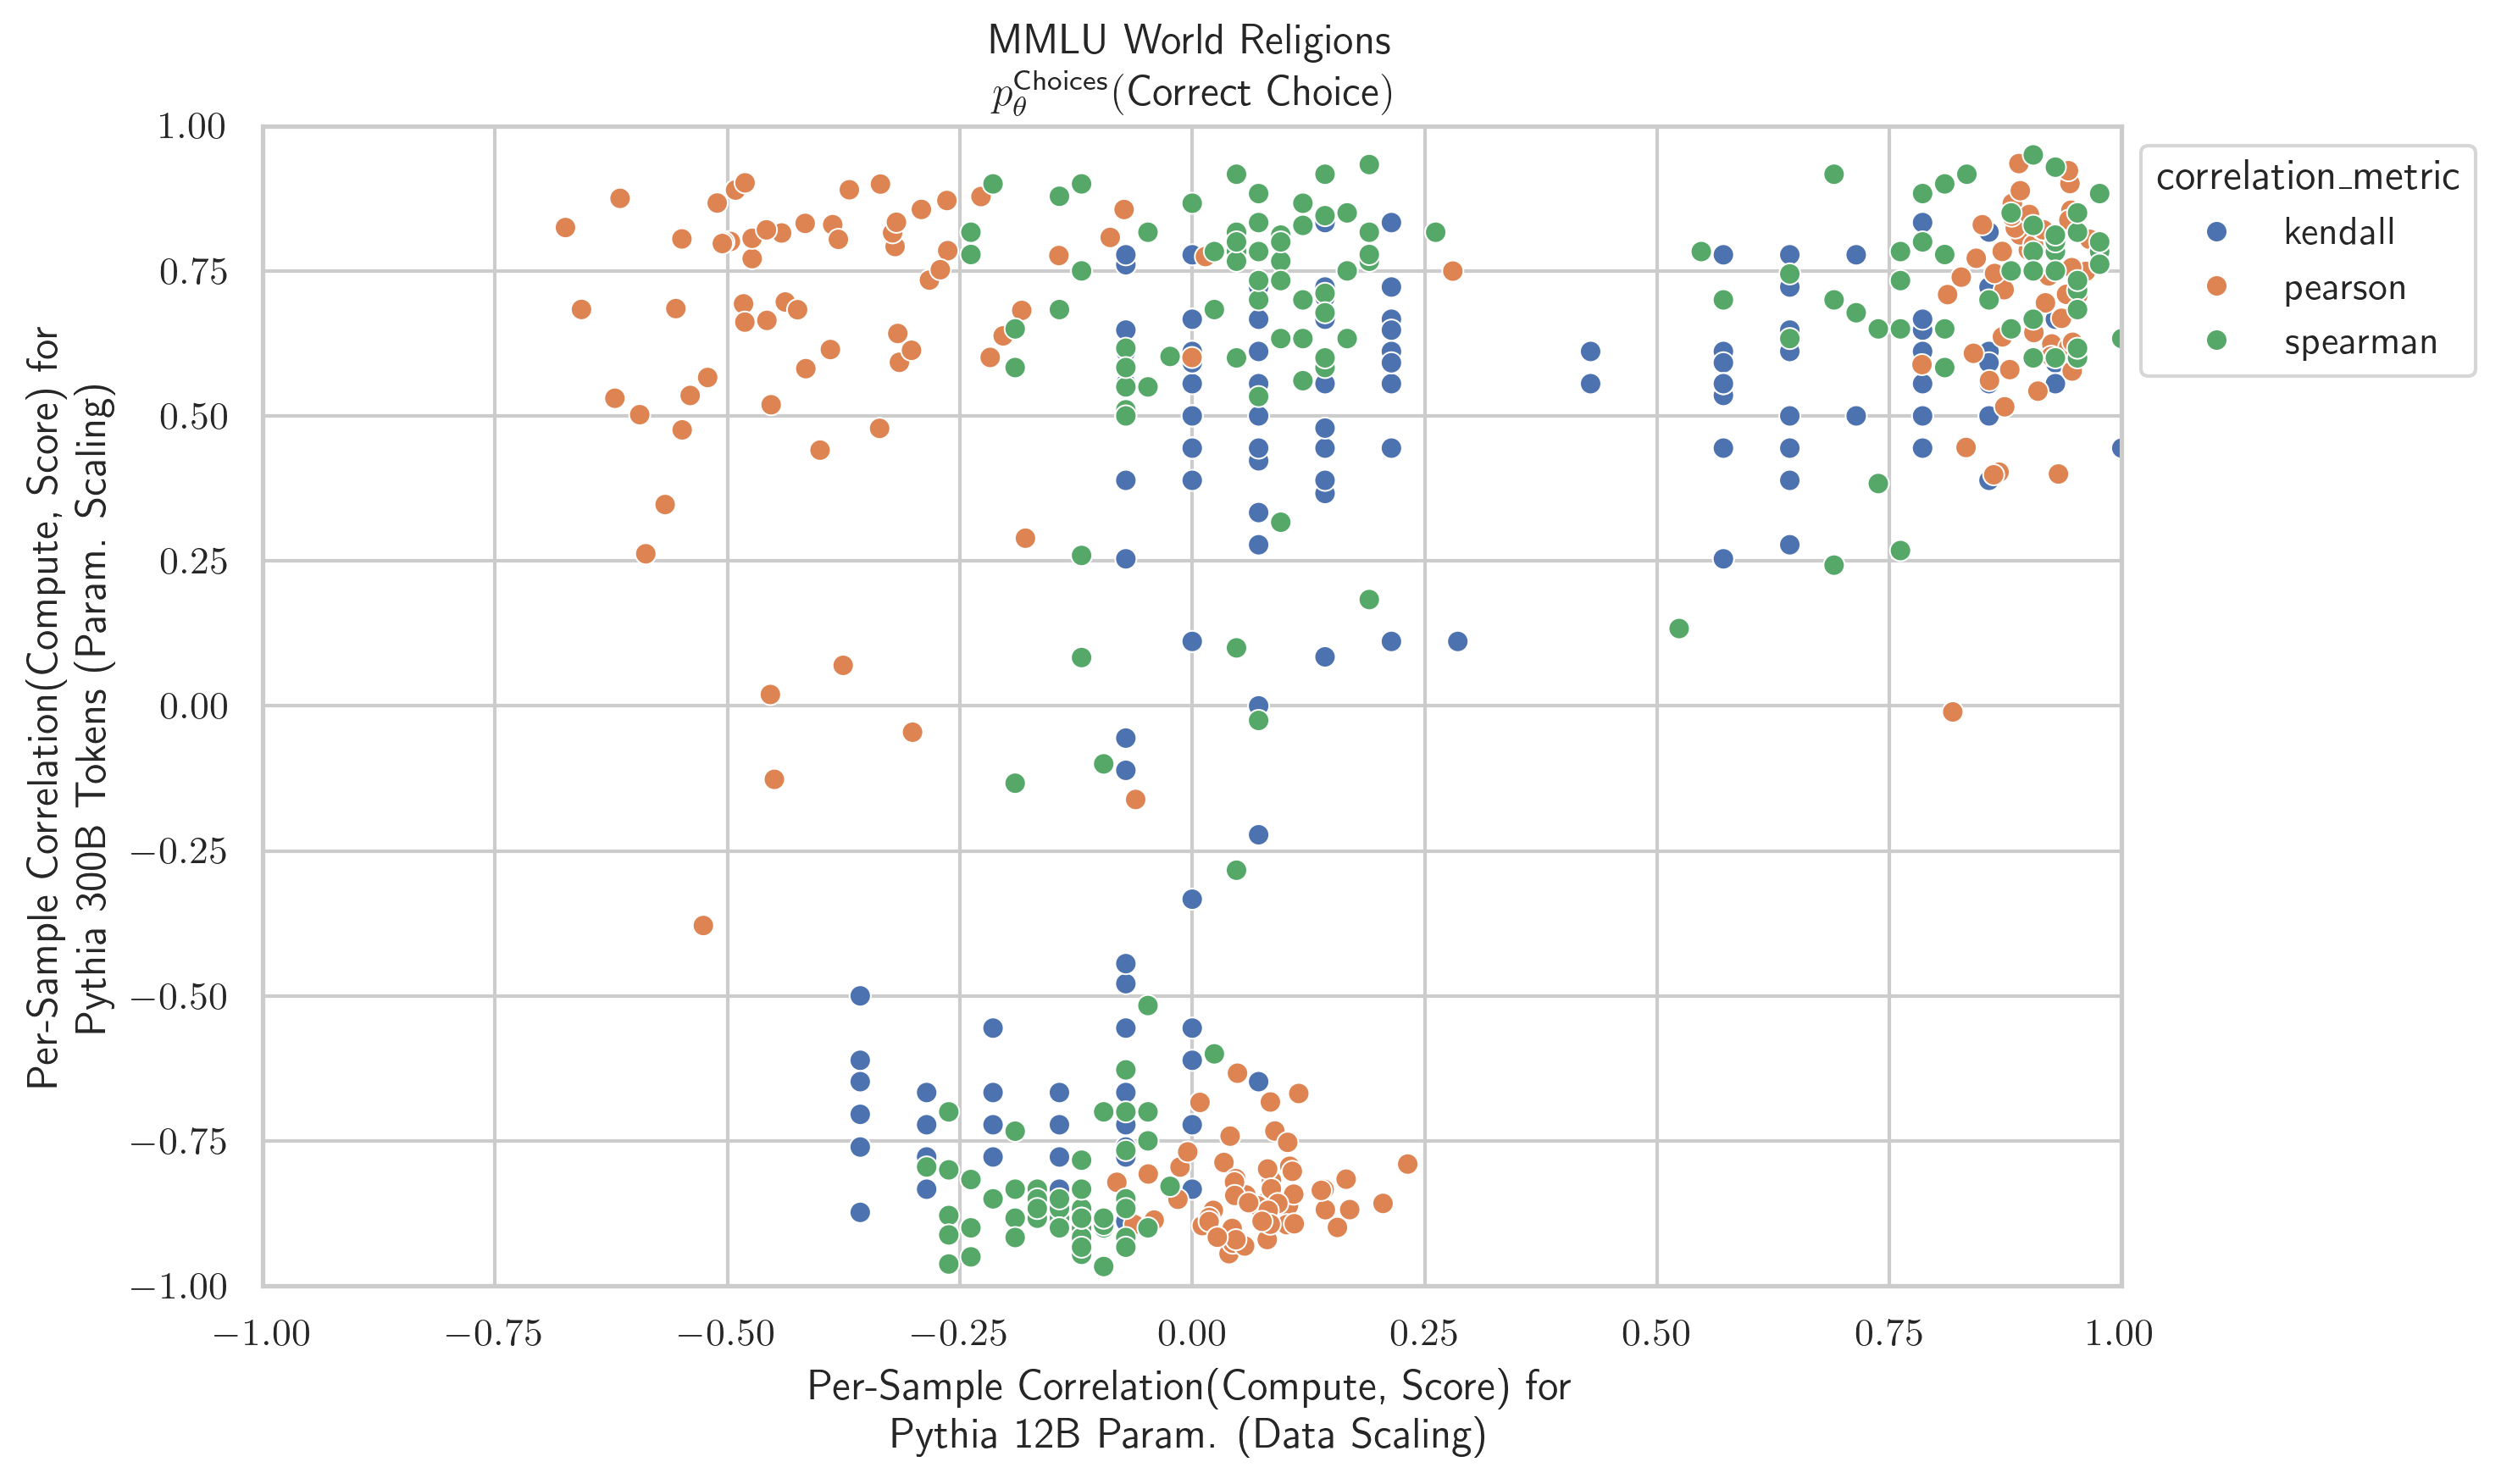 MMLU World Religions
p_θ^Choices(Correct Choice)
1.00
0.75
0.50
0.25
0.00
−0.25
−0.50
−0.75
−1.00
Per-Sample Correlation(Compute, Score) for
Pythia 300B Tokens (Param. Scaling)
−1.00 −0.75 −0.50 −0.25 0.00 0.25 0.50 0.75 1.00
Per-Sample Correlation(Compute, Score) for
Pythia 12B Param. (Data Scaling)
correlation_metric
kendall
pearson
spearman